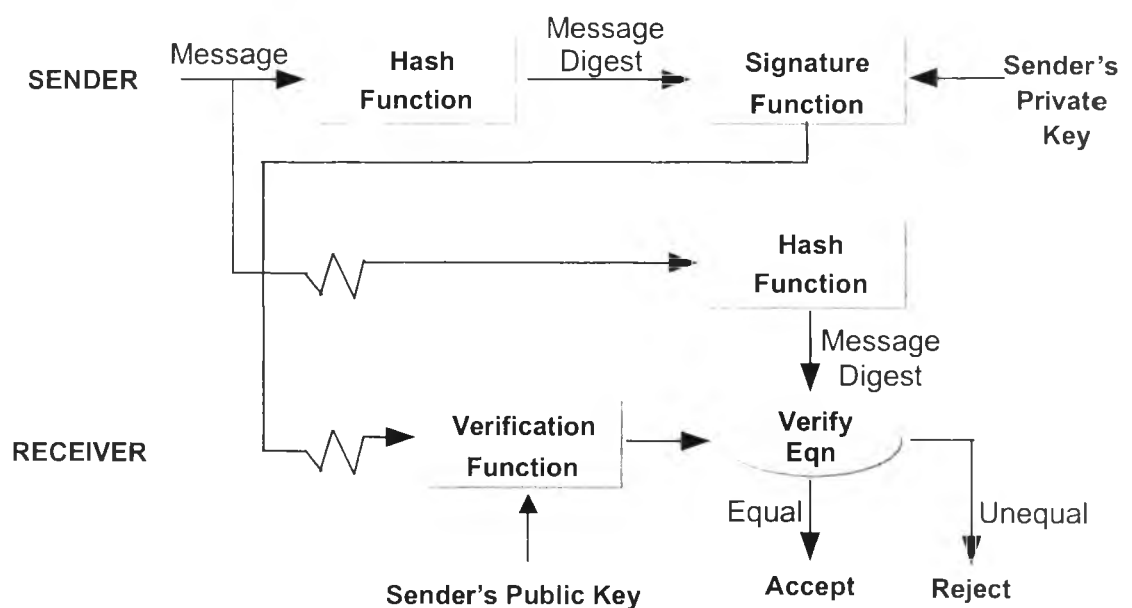 SENDER
Message
Hash
Function
Message
Digest
Signature
Function
Sender's
Private
Key
Hash
Function
Message
Digest
RECEIVER
Verification
Function
Verify
Eqn
Equal
Unequal
Sender's Public Key
Accept
Reject